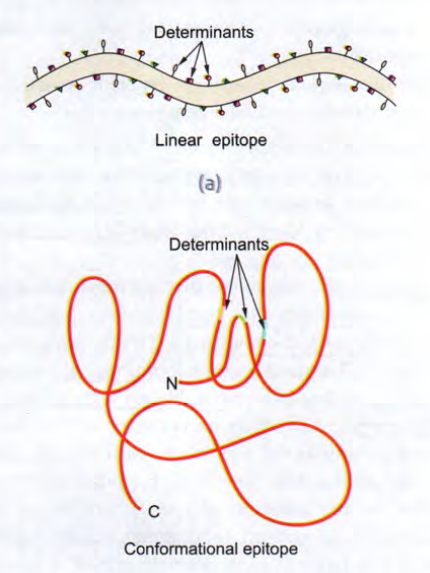 Determinants
Linear epitope
(a)
Determinants
N
C
Conformational epitope